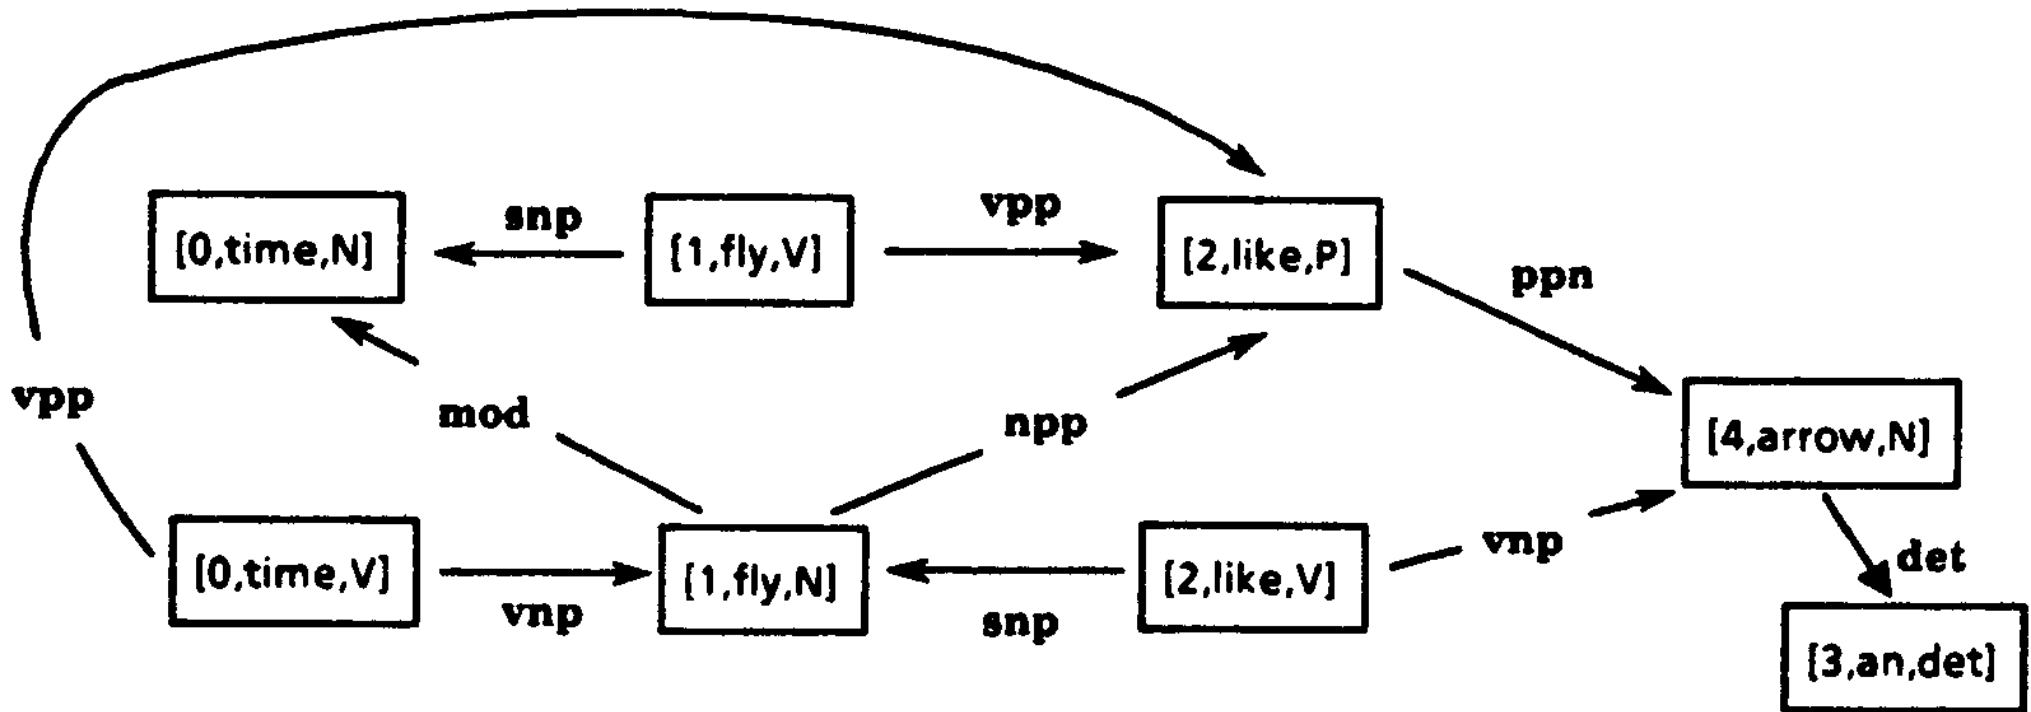 snp
vpp
[0,time,N]
[1,fly,V]
[2,like,P]
ppn
vpp
mod
npp
[4,arrow,N]
vnp
det
[0,time,V]
[1,fly,N]
[2,like,V]
vnp
snp
[3,an,det]